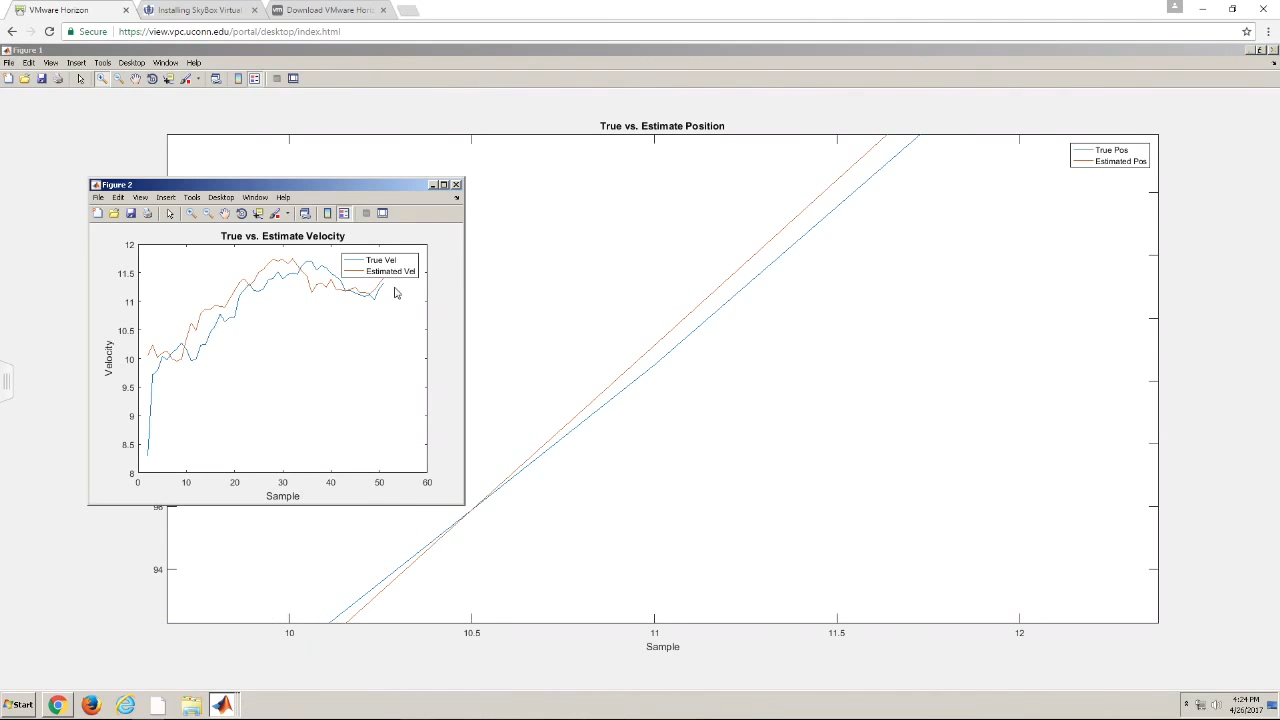 VMware Horizon
Installing SkyBox Virtual
Download VMware Horiz
Secure
https://view.vpc.uconn.edu/portal/desktop/index.html
Figure 1
File Edit View Insert Tools Desktop Window Help
True vs. Estimate Position
True Pos
Estimated Pos
Figure 2
File Edit View Insert Tools Desktop Window Help
True vs. Estimate Velocity
True Vel
Estimated Vel
12
11.5
11
10.5
10
9.5
9
8.5
8
Velocity
0 10 20 30 40 50 60
Sample
96
94
10 10.5 11 11.5 12
Sample
Start
4:24 PM
4/26/2017